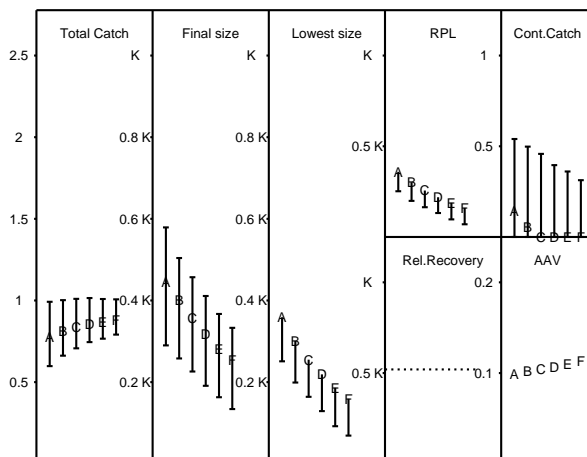 Total Catch Final size Lowest size RPL Cont.Catch
2.5 K K K 1
2 0.8 K 0.8 K
0.5 K 0.5
1.5 0.6 K 0.6 K
A
B
C
D
E
F
A
B
C
D
E
F
Rel.Recovery AAV
K 0.2
1 0.4 K 0.4 K
A
B
C
D
E
F
A
B
C
D
E
F
A
B
C
D
E
F
0.5 0.2 K 0.2 K 0.5 K 0.1
A
B
C
D
E
F